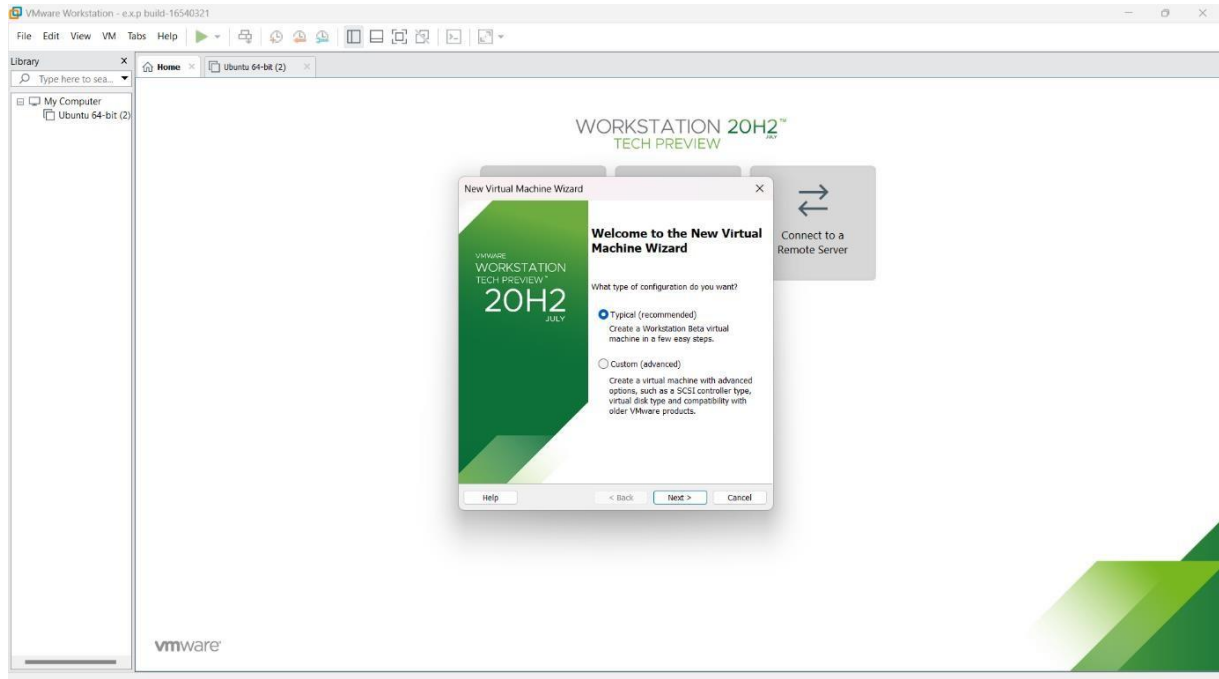 VMware Workstation - e.x.p build-16540321
File Edit View VM Tabs Help
Library X
Type here to sea...
My Computer
Ubuntu 64-bit (2)
Home
Ubuntu 64-bit (2)
WORKSTATION 20H2™
JULY
TECH PREVIEW
Connect to a
Remote Server
New Virtual Machine Wizard
VMWARE
WORKSTATION
TECH PREVIEW™
20H2
JULY
Welcome to the New Virtual
Machine Wizard
What type of configuration do you want?
Typical (recommended)
Create a Workstation Beta virtual
machine in a few easy steps.
Custom (advanced)
Create a virtual machine with advanced
options, such as a SCSI controller type,
virtual disk type and compatibility with
older VMware products.
Help < Back Next > Cancel
vmware